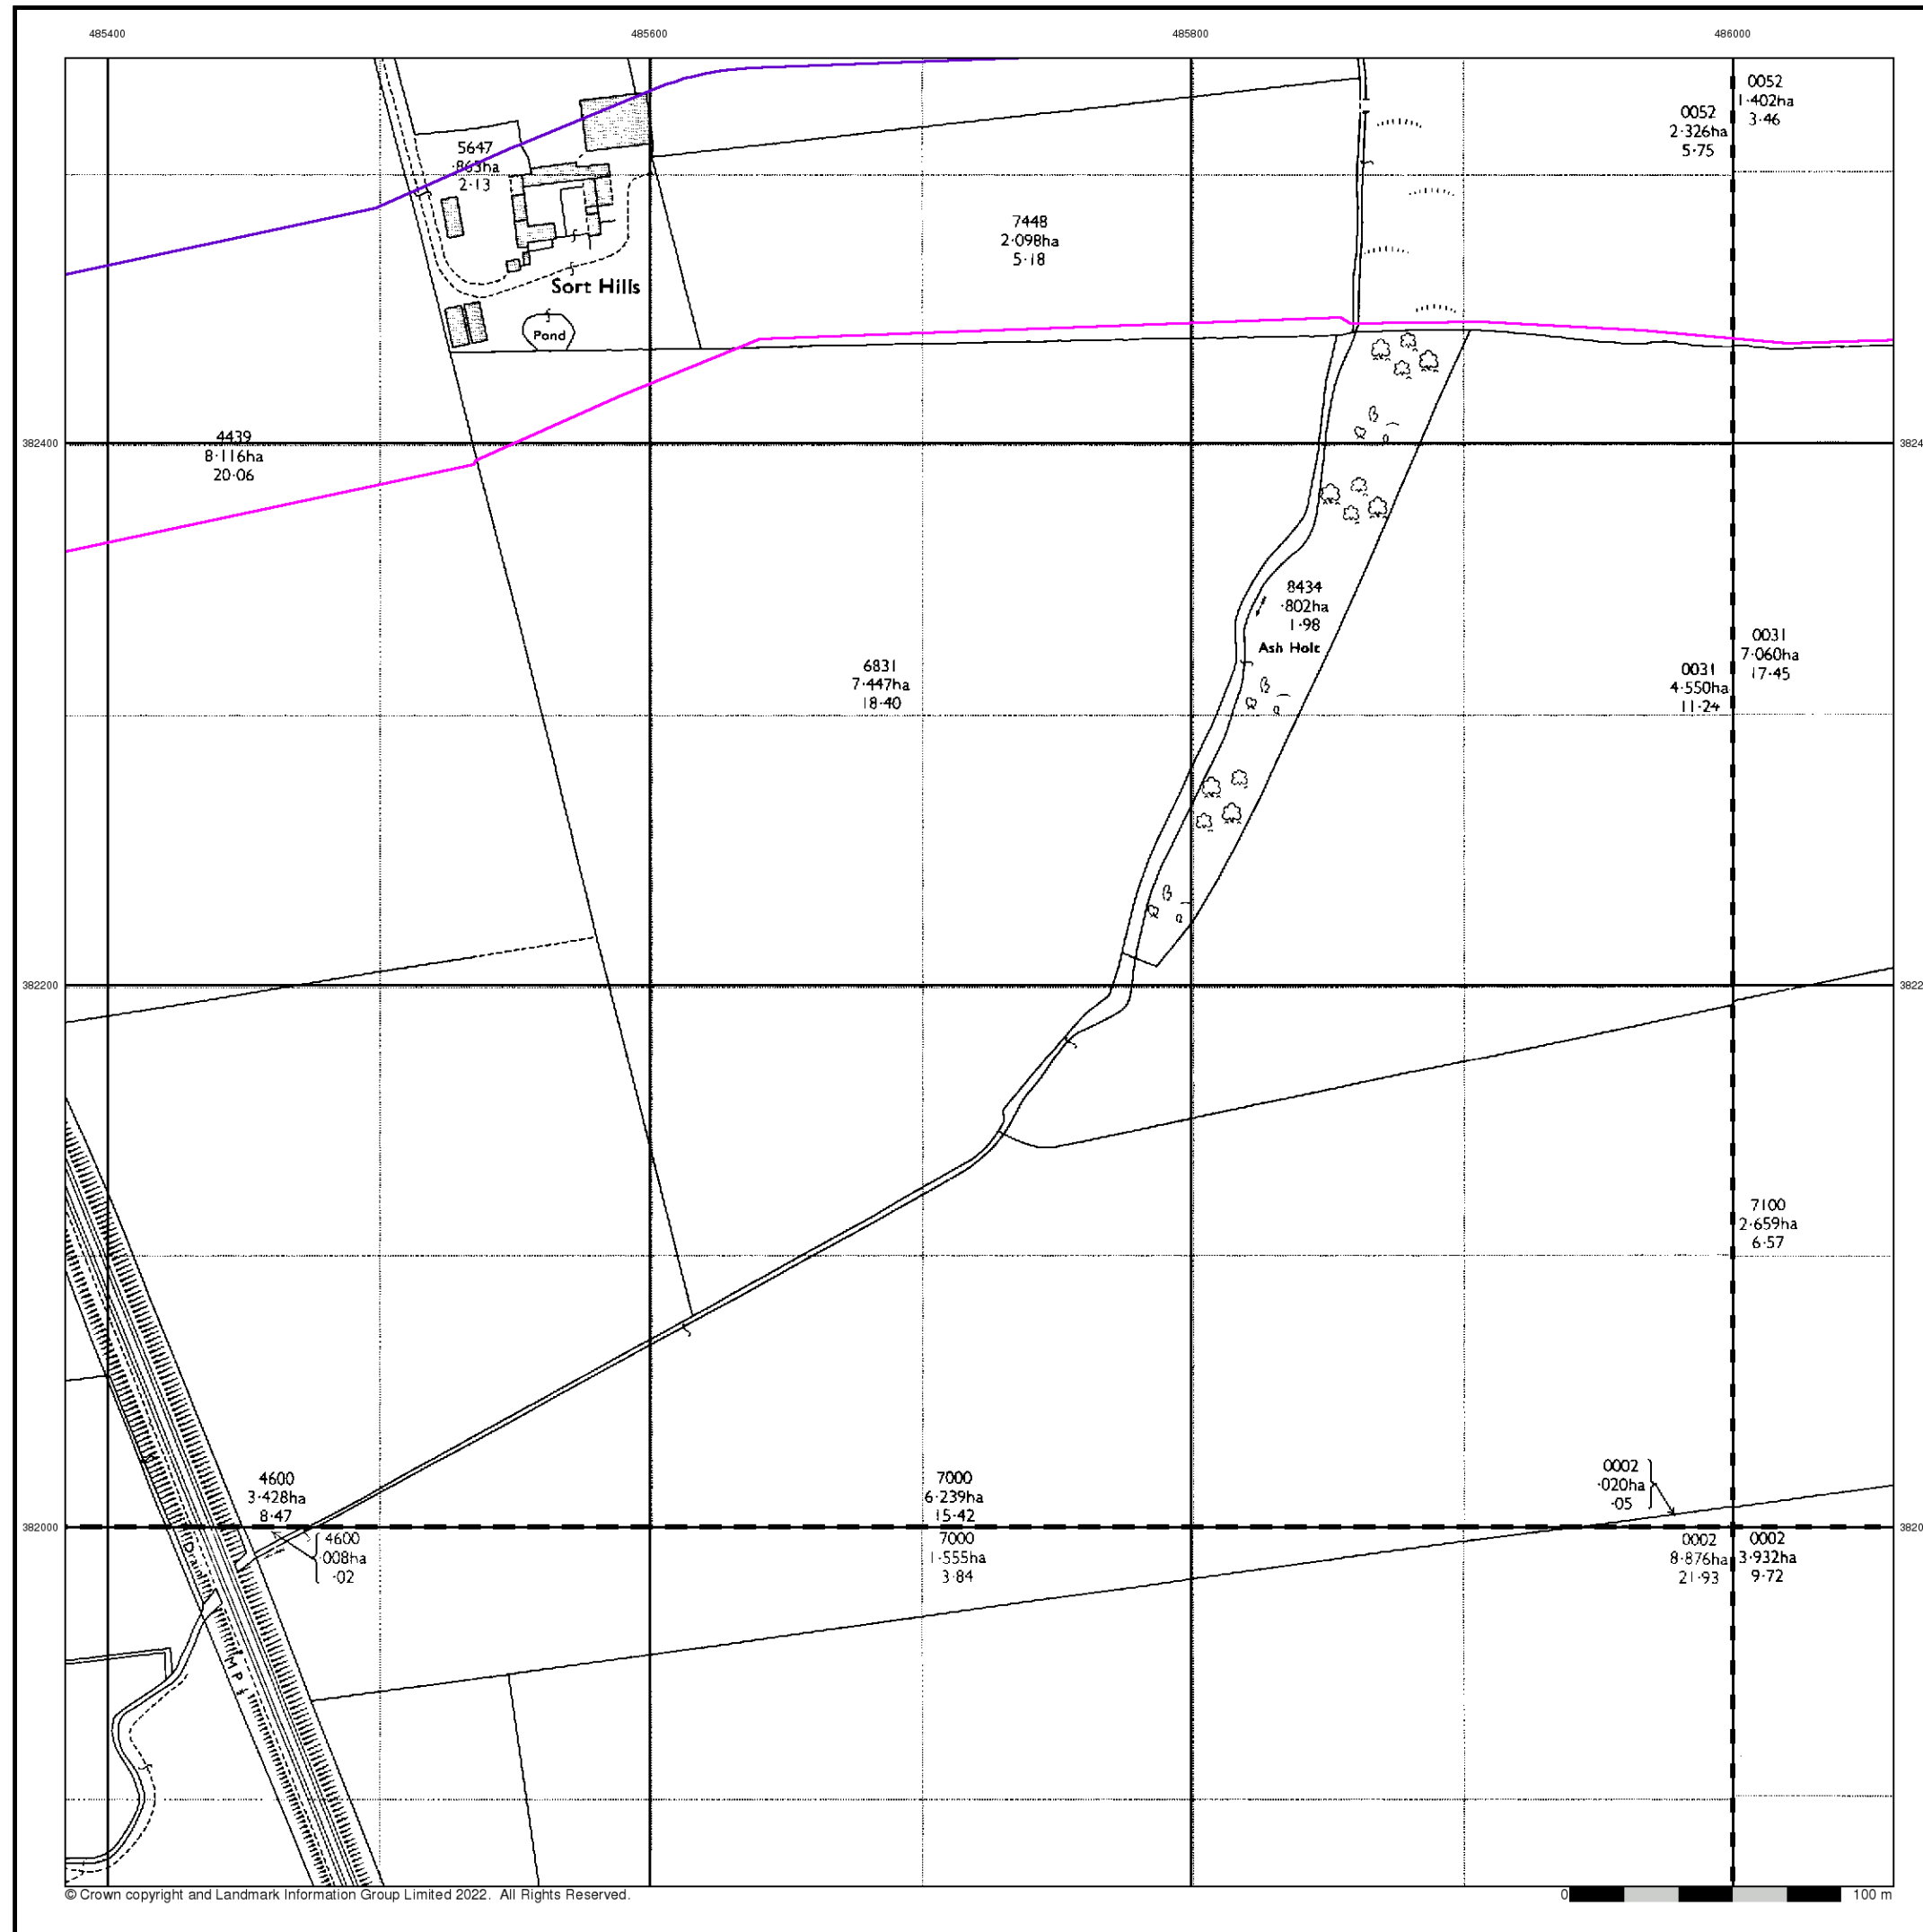 485400
485600
485800
486000
0052
1·402ha
3·46
0052
2·326ha
5·75
5647
·863ha
2·13
7448
2·098ha
5·18
Sort Hills
Pond
382400
4439
8·116ha
20·06
3824
8434
·802ha
1·98
Ash Holt
6831
7·447ha
18·40
0031
7·060ha
17·45
0031
4·550ha
11·24
382200
3822
7100
2·659ha
6·57
4600
3·428ha
8·47
7000
6·239ha
15·42
0002
·020ha
·05
382000
3820
4600
·008ha
·02
7000
1·555ha
3·84
0002
8·876ha
21·93
0002
3·932ha
9·72
M P
© Crown copyright and Landmark Information Group Limited 2022. All Rights Reserved.
0
100 m